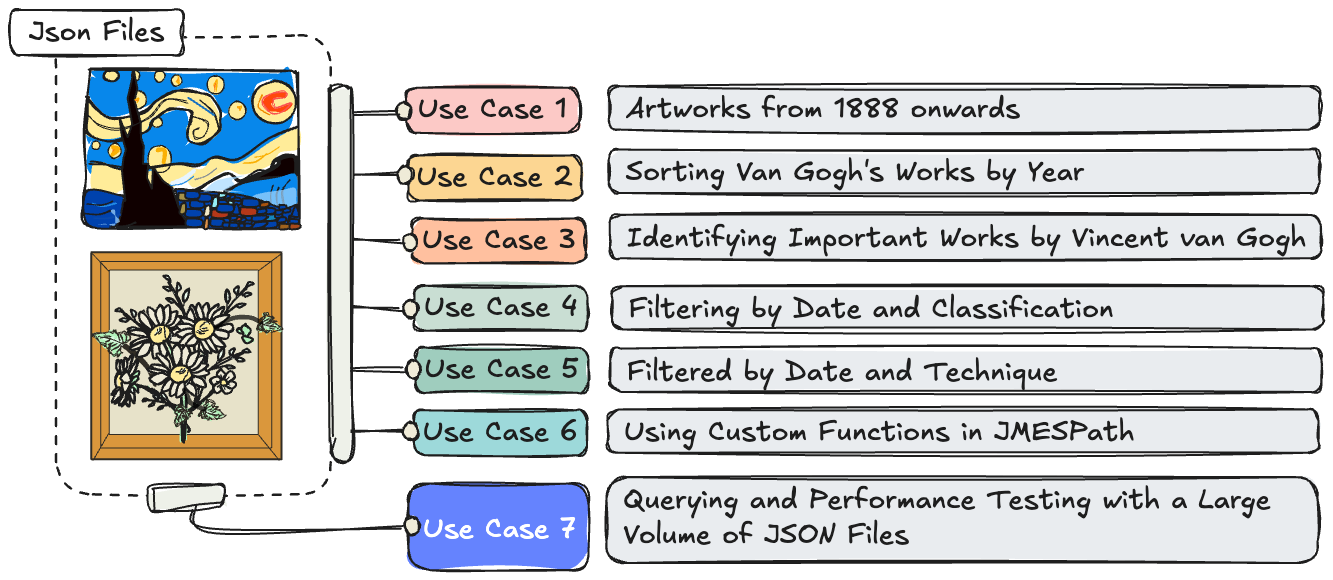 Json Files
Use Case 1
Artworks from 1888 onwards
Use Case 2
Sorting Van Gogh's Works by Year
Use Case 3
Identifying Important Works by Vincent van Gogh
Use Case 4
Filtering by Date and Classification
Use Case 5
Filtered by Date and Technique
Use Case 6
Using Custom Functions in JMESPath
Use Case 7
Querying and Performance Testing with a Large
Volume of JSON Files